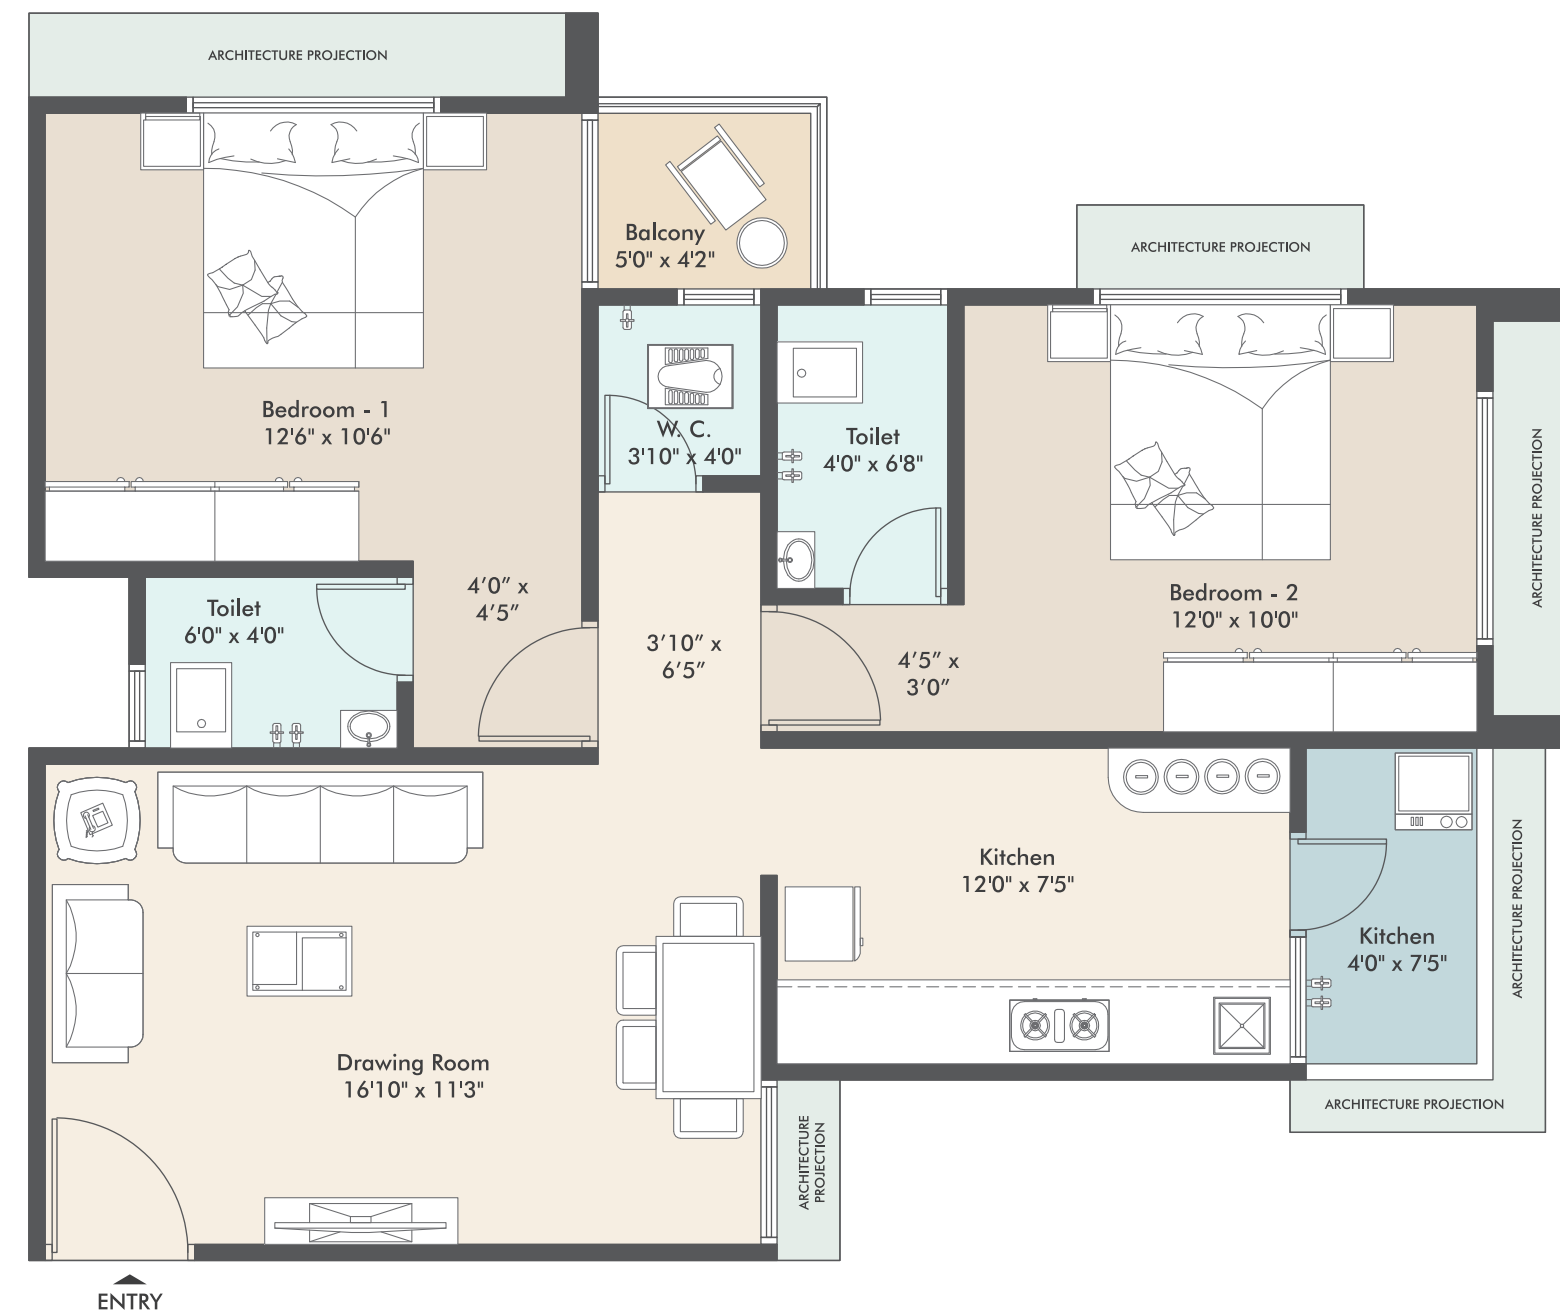 ARCHITECTURE PROJECTION
Balcony
5'0" x 4'2"
ARCHITECTURE PROJECTION
Bedroom - 1
12'6" x 10'6"
W. C.
3'10" x 4'0"
Toilet
4'0" x 6'8"
ARCHITECTURE PROJECTION
Bedroom - 2
12'0" x 10'0"
4’0” x
4’5”
Toilet
6'0" x 4'0"
3’10” x
6’5”
4’5” x
3’0”
Kitchen
12'0" x 7'5"
Kitchen
4'0" x 7'5"
ARCHITECTURE PROJECTION
Drawing Room
16'10" x 11'3"
ARCHITECTURE PROJECTION
ARCHITECTURE
PROJECTION
ENTRY